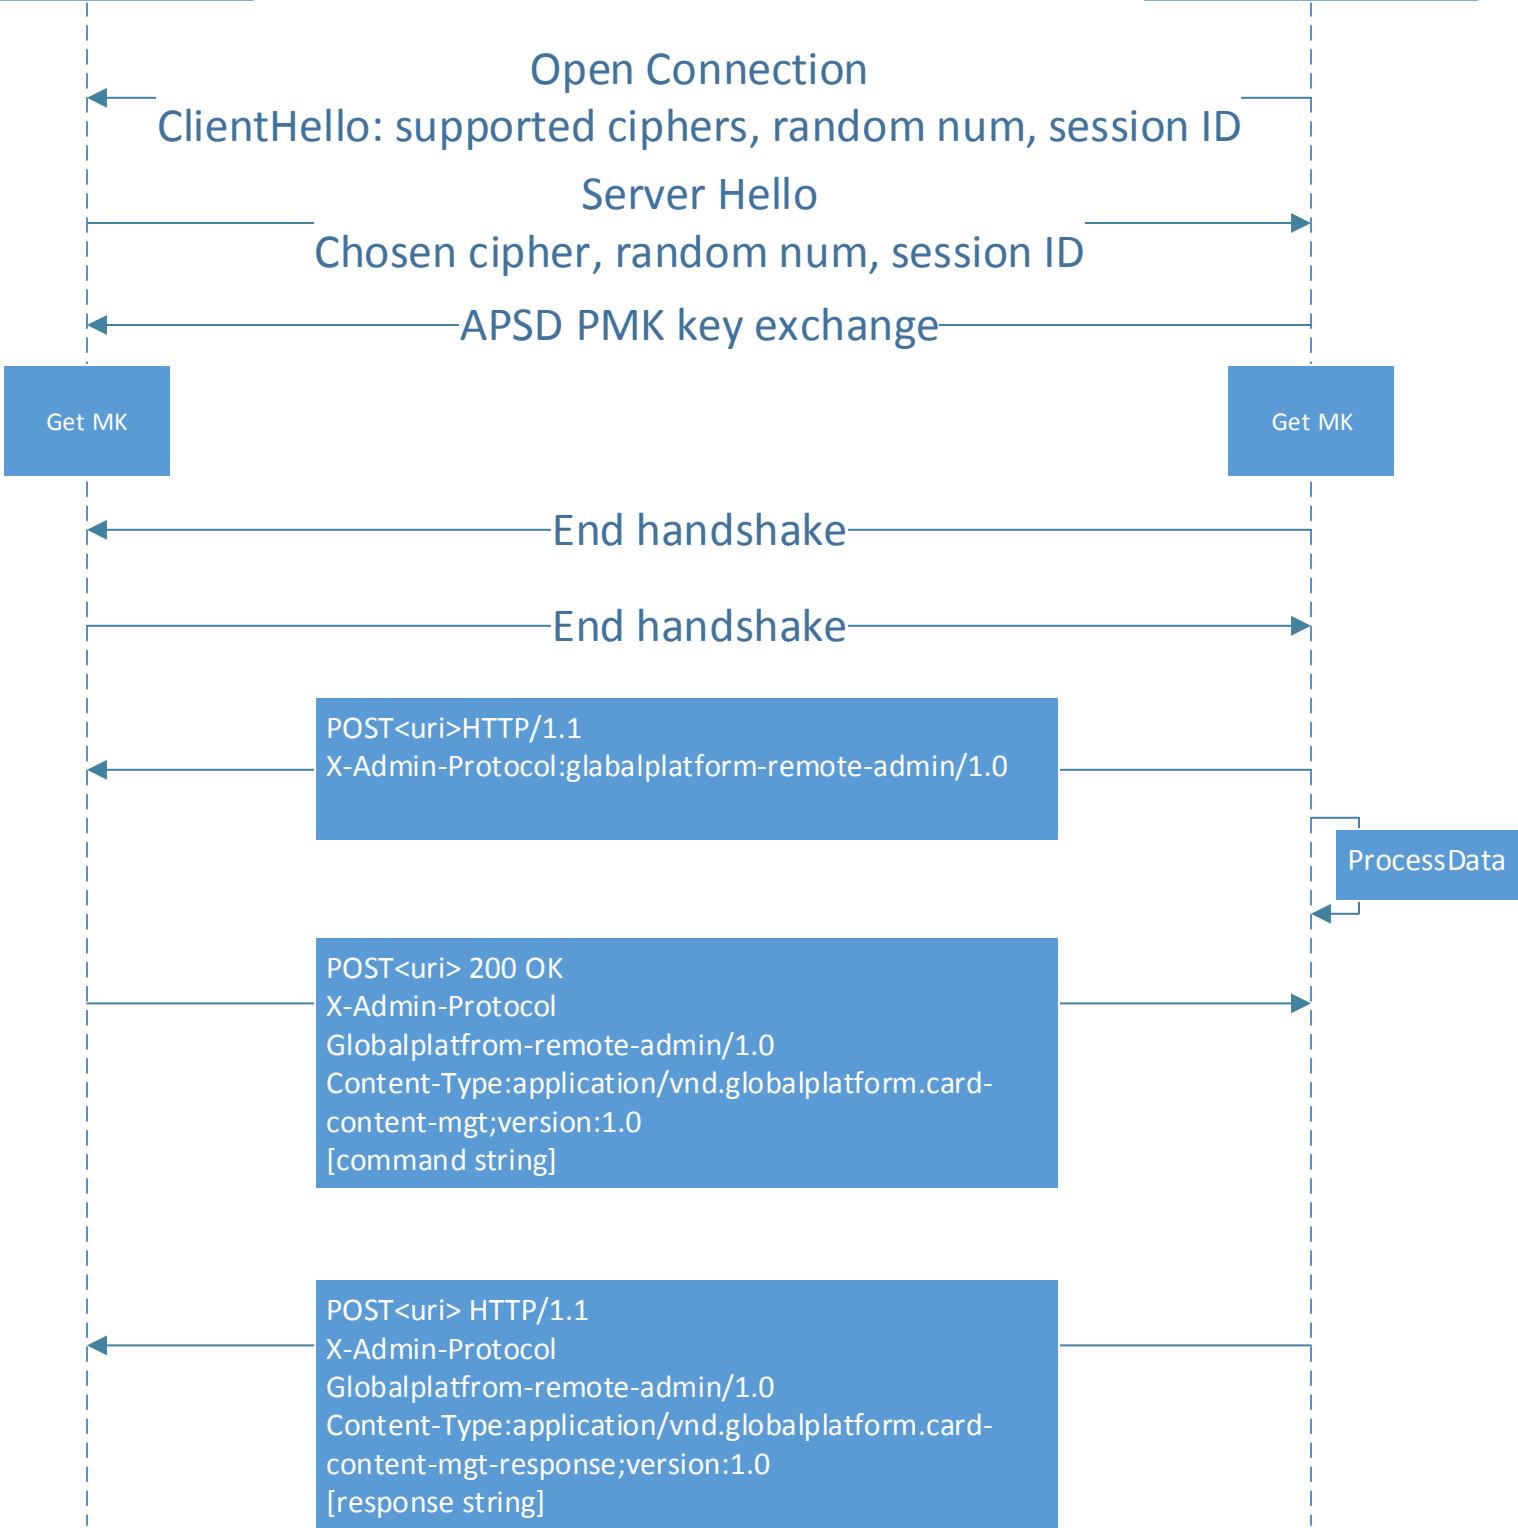 Open Connection
ClientHello: supported ciphers, random num, session ID
Server Hello
Chosen cipher, random num, session ID
APSD PMK key exchange
Get MK
Get MK
End handshake
End handshake
POST<uri>HTTP/1.1
X-Admin-Protocol:glabalplatform-remote-admin/1.0
ProcessData
POST<uri> 200 OK
X-Admin-Protocol
Globalplatfrom-remote-admin/1.0
Content-Type:application/vnd.globalplatform.card-
content-mgt;version:1.0
[command string]
POST<uri> HTTP/1.1
X-Admin-Protocol
Globalplatfrom-remote-admin/1.0
Content-Type:application/vnd.globalplatform.card-
content-mgt-response;version:1.0
[response string]